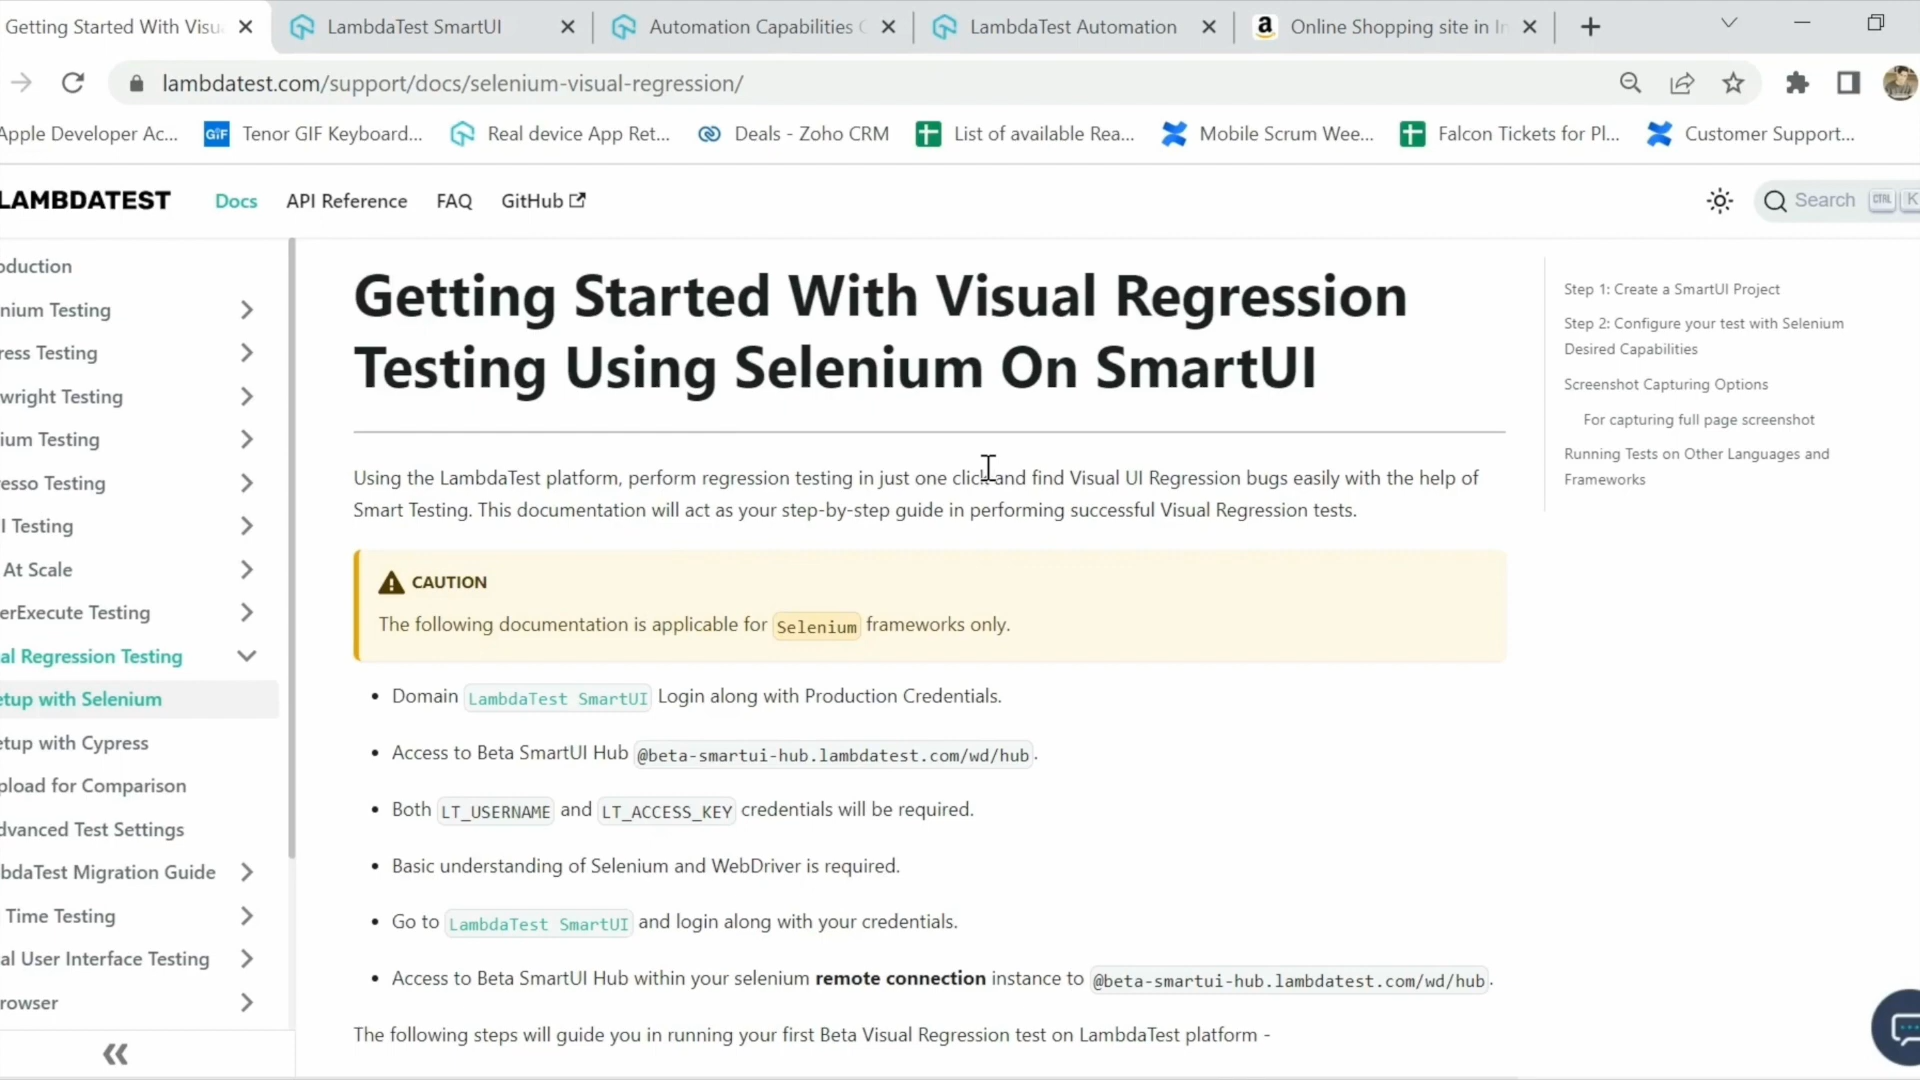 Getting Started With Visu
LambdaTest SmartUI
Automation Capabilities
LambdaTest Automation
Online Shopping site in In
lambdatest.com/support/docs/selenium-visual-regression/
Apple Developer Ac...
GIF
Tenor GIF Keyboard...
Real device App Ret...
Deals - Zoho CRM
List of available Rea...
Mobile Scrum Wee...
Falcon Tickets for Pl...
Customer Support...
LAMBDATEST
Docs
API Reference
FAQ
GitHub
Search
CTRL
K
oduction
nium Testing
ress Testing
wright Testing
ium Testing
esso Testing
I Testing
At Scale
erExecute Testing
al Regression Testing
etup with Selenium
etup with Cypress
pload for Comparison
dvanced Test Settings
bdaTest Migration Guide
Time Testing
al User Interface Testing
rowser
Getting Started With Visual Regression
Testing Using Selenium On SmartUI
Using the LambdaTest platform, perform regression testing in just one click and find Visual UI Regression bugs easily with the help of
Smart Testing. This documentation will act as your step-by-step guide in performing successful Visual Regression tests.
CAUTION
The following documentation is applicable for Selenium frameworks only.
• Domain LambdaTest SmartUI Login along with Production Credentials.
• Access to Beta SmartUI Hub @beta-smartui-hub.lambdatest.com/wd/hub.
• Both LT_USERNAME and LT_ACCESS_KEY credentials will be required.
• Basic understanding of Selenium and WebDriver is required.
• Go to LambdaTest SmartUI and login along with your credentials.
• Access to Beta SmartUI Hub within your selenium remote connection instance to @beta-smartui-hub.lambdatest.com/wd/hub.
The following steps will guide you in running your first Beta Visual Regression test on LambdaTest platform -
Step 1: Create a SmartUI Project
Step 2: Configure your test with Selenium
Desired Capabilities
Screenshot Capturing Options
For capturing full page screenshot
Running Tests on Other Languages and
Frameworks